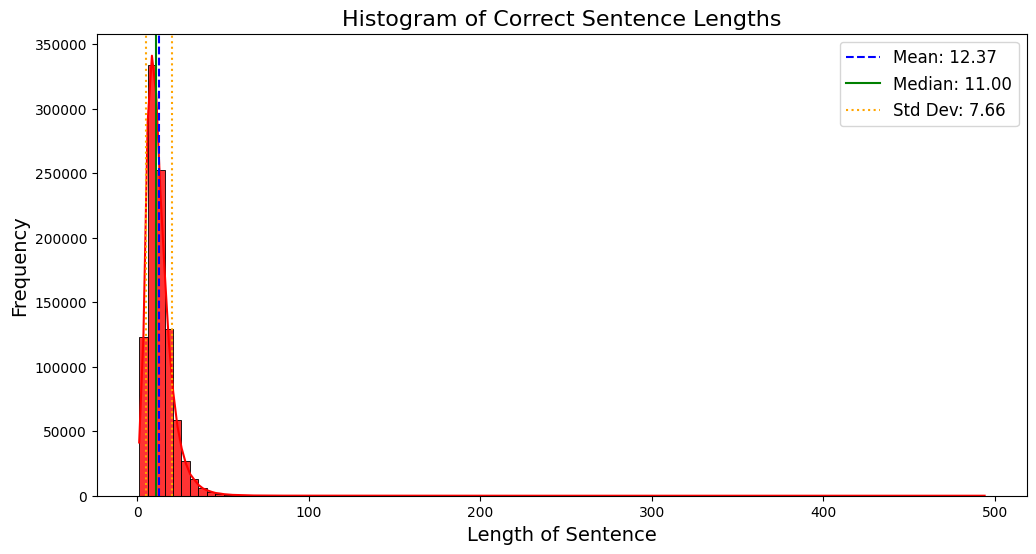 Histogram of Correct Sentence Lengths
Mean: 12.37
Median: 11.00
Std Dev: 7.66
Frequency
350000
300000
250000
200000
150000
100000
50000
0
0 100 200 300 400 500
Length of Sentence